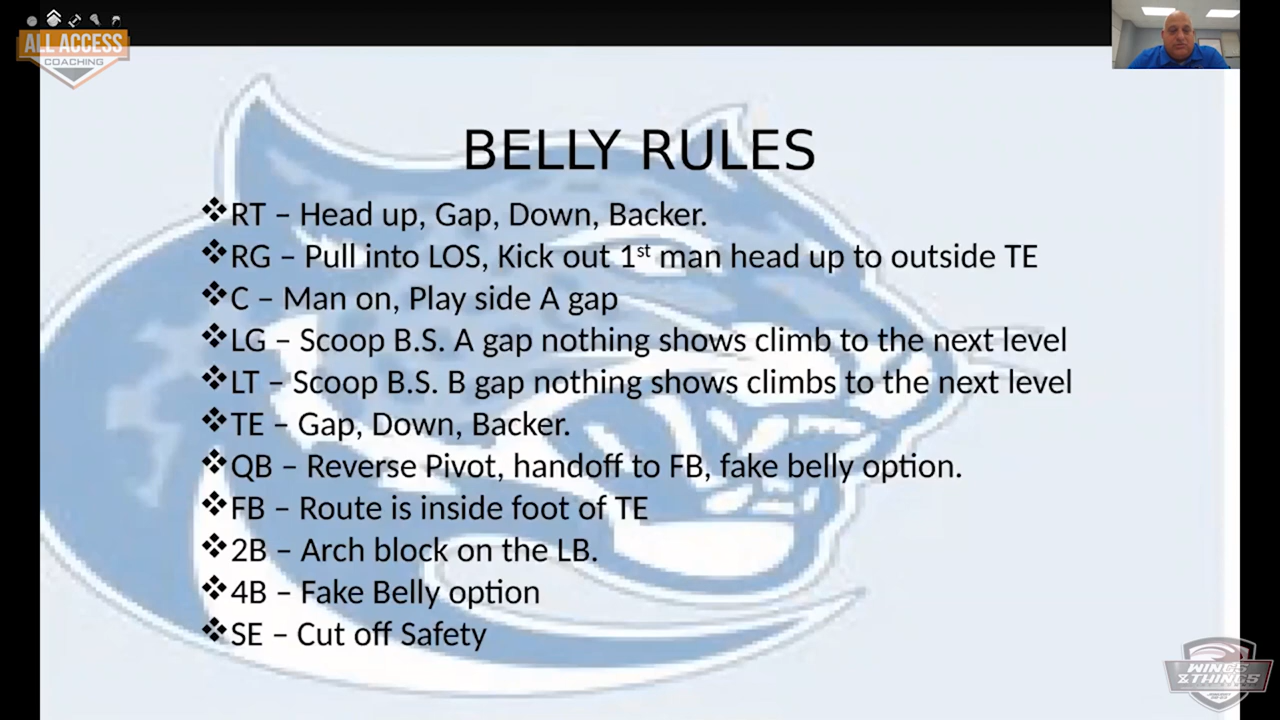 ALL ACCESS
COACHING
BELLY RULES
❖RT – Head up, Gap, Down, Backer.
❖RG – Pull into LOS, Kick out 1st man head up to outside TE
❖C – Man on, Play side A gap
❖LG – Scoop B.S. A gap nothing shows climb to the next level
❖LT – Scoop B.S. B gap nothing shows climbs to the next level
❖TE – Gap, Down, Backer.
❖QB – Reverse Pivot, handoff to FB, fake belly option.
❖FB – Route is inside foot of TE
❖2B – Arch block on the LB.
❖4B – Fake Belly option
❖SE – Cut off Safety
WINGS
&THINGS